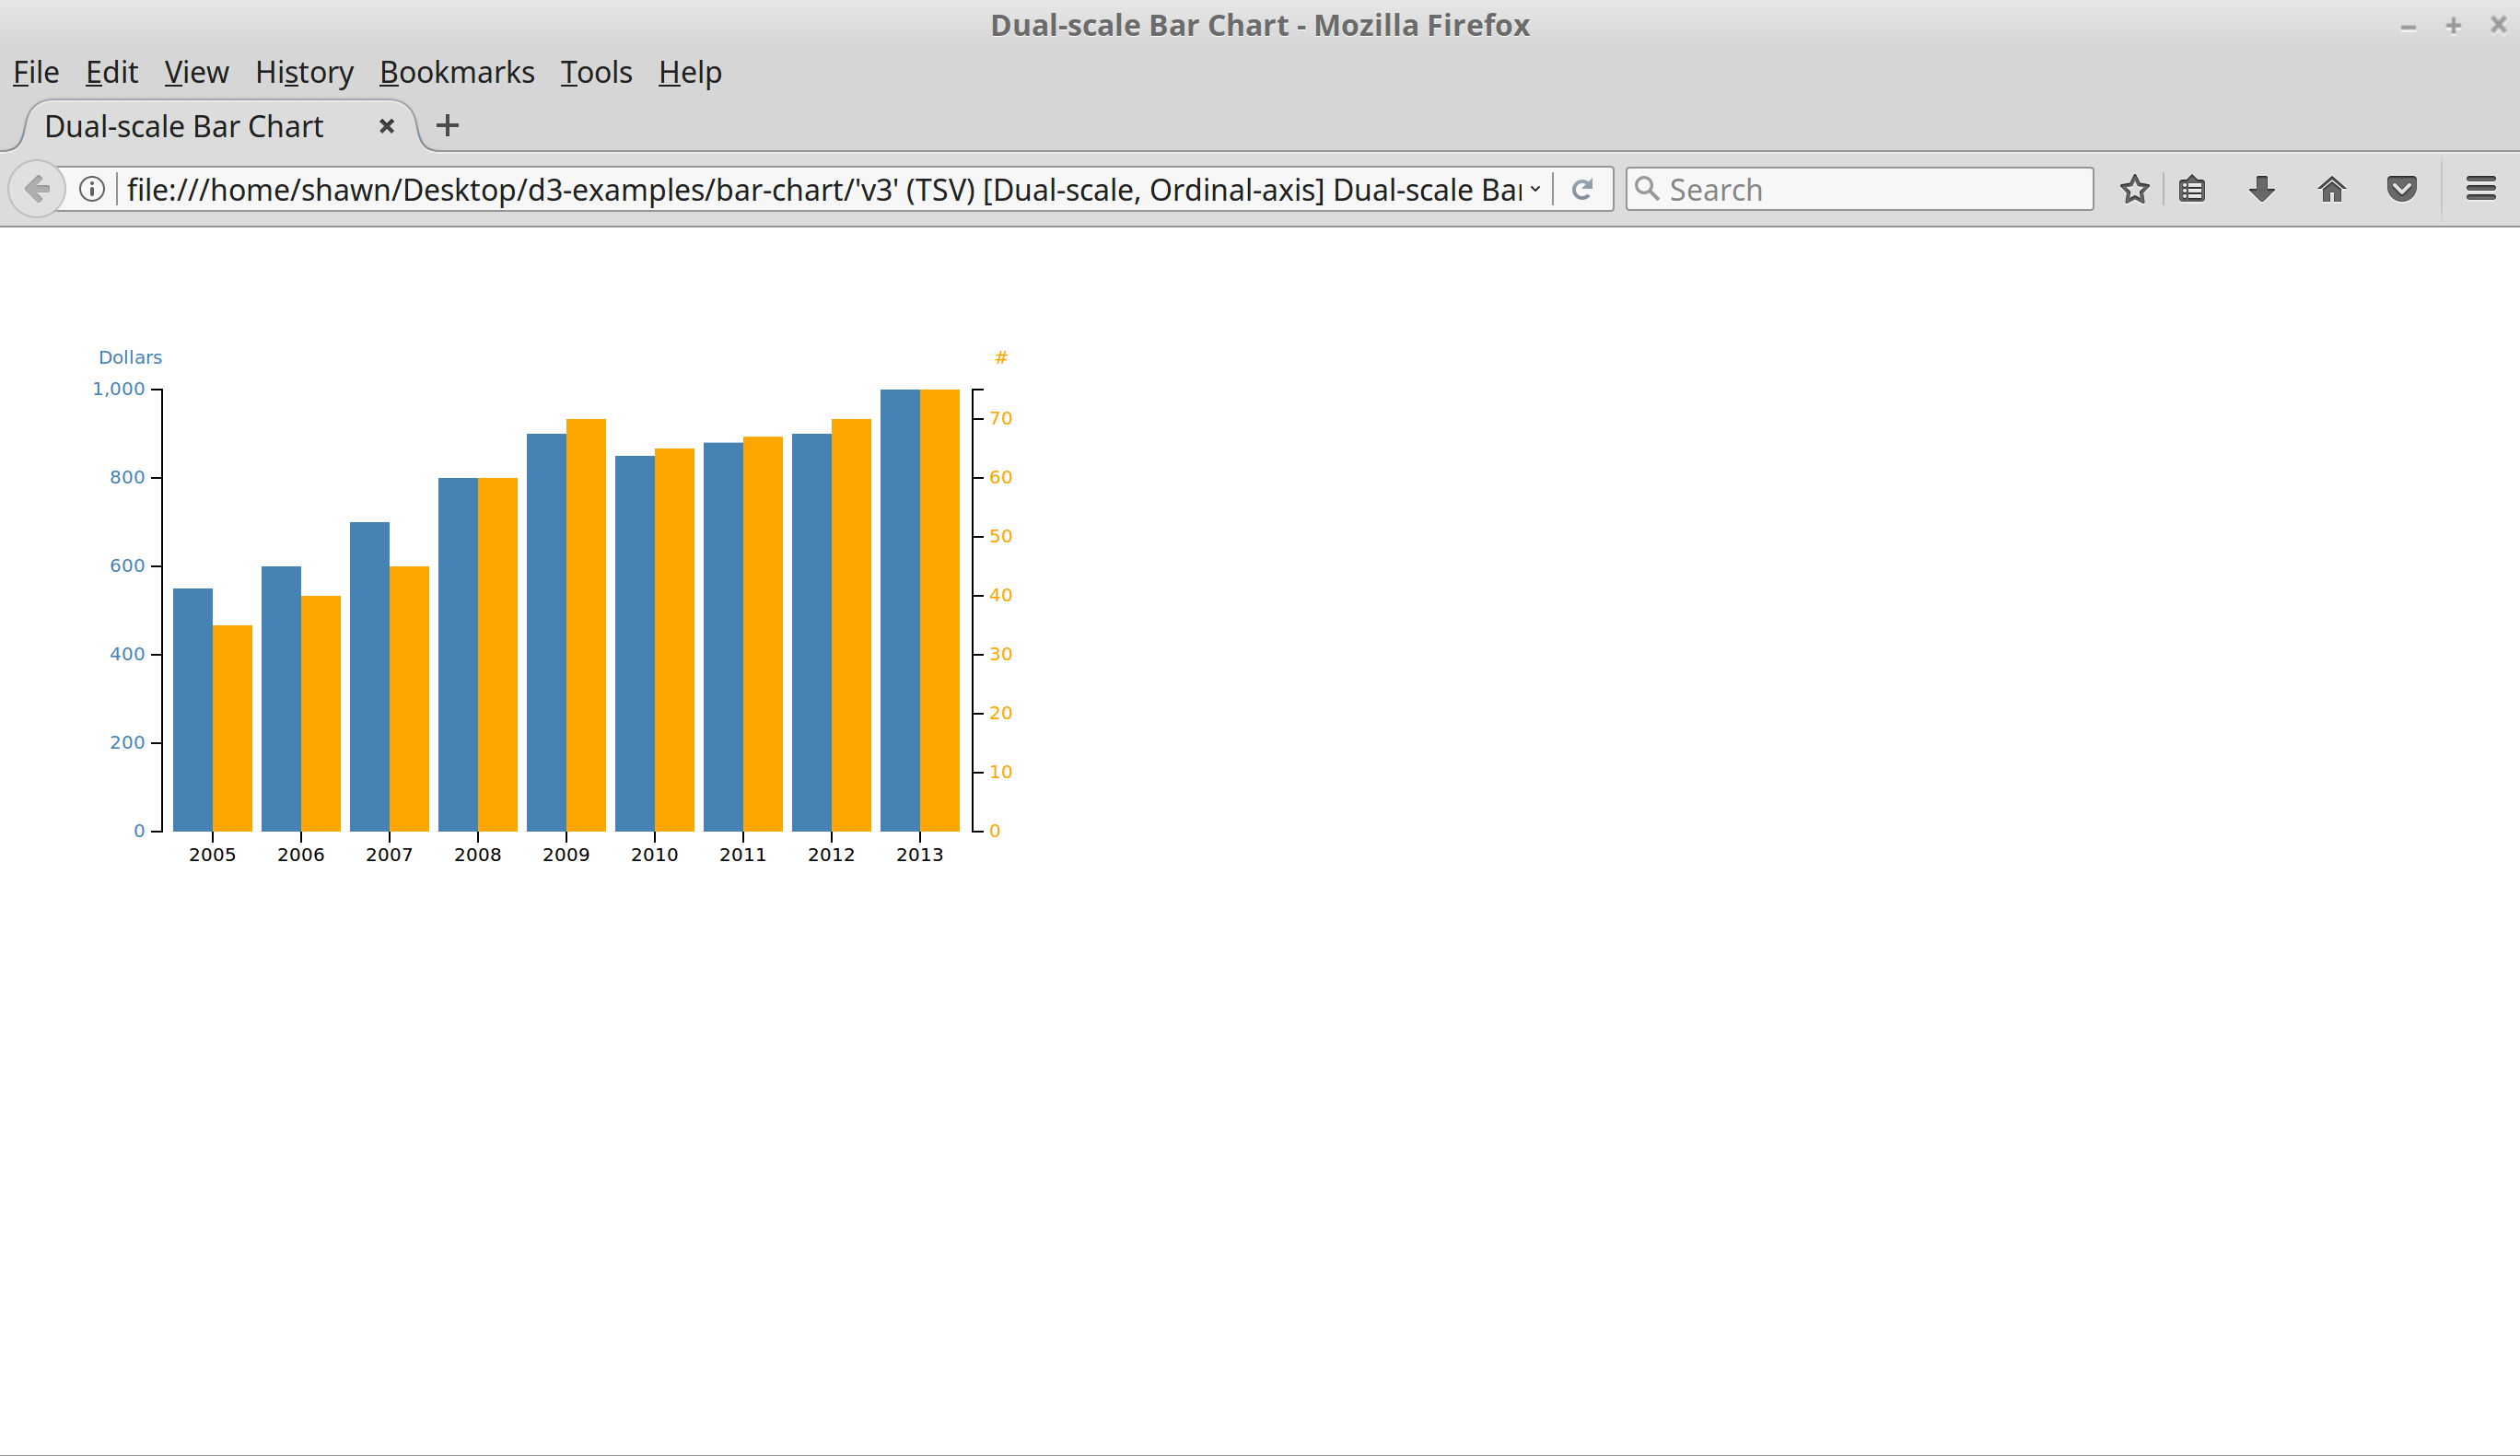 Dual-scale Bar Chart - Mozilla Firefox
File Edit View History Bookmarks Tools Help
Dual-scale Bar Chart
file:///home/shawn/Desktop/d3-examples/bar-chart/'v3' (TSV) [Dual-scale, Ordinal-axis] Dual-scale Bar
Search
Dollars #
1,000
70
800 60
50
600
40
400 30
20
200
10
0 0
2005 2006 2007 2008 2009 2010 2011 2012 2013